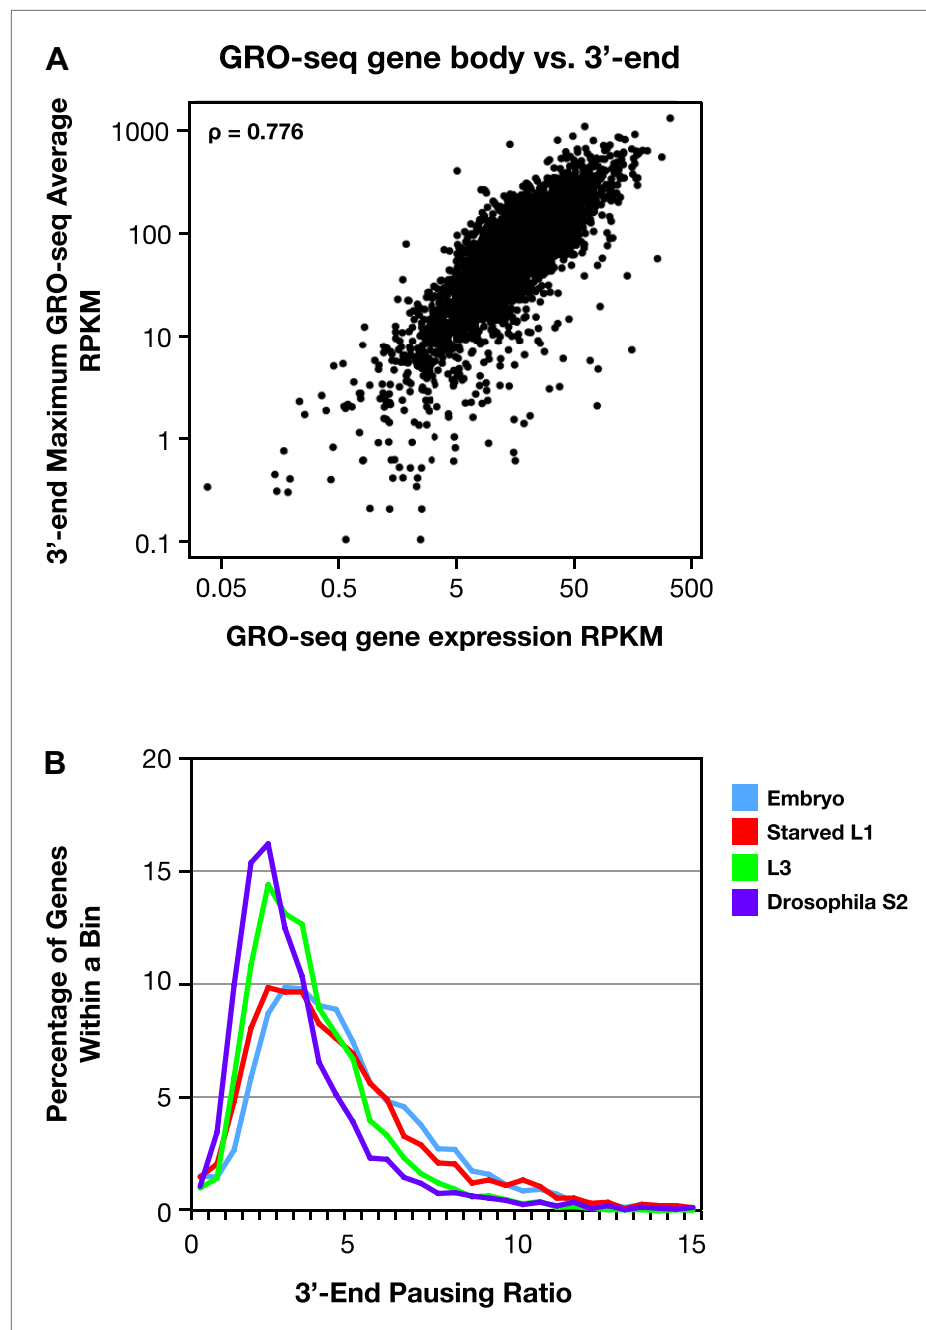 A
GRO-seq gene body vs. 3’-end
3’-end Maximum GRO-seq Average
RPKM
ρ = 0.776
1000
100
10
1
0.1
0.05
0.5
5
50
500
GRO-seq gene expression RPKM
B
Percentage of Genes
Within a Bin
20
15
10
5
0
0
5
10
15
3’-End Pausing Ratio
Embryo
Starved L1
L3
Drosophila S2